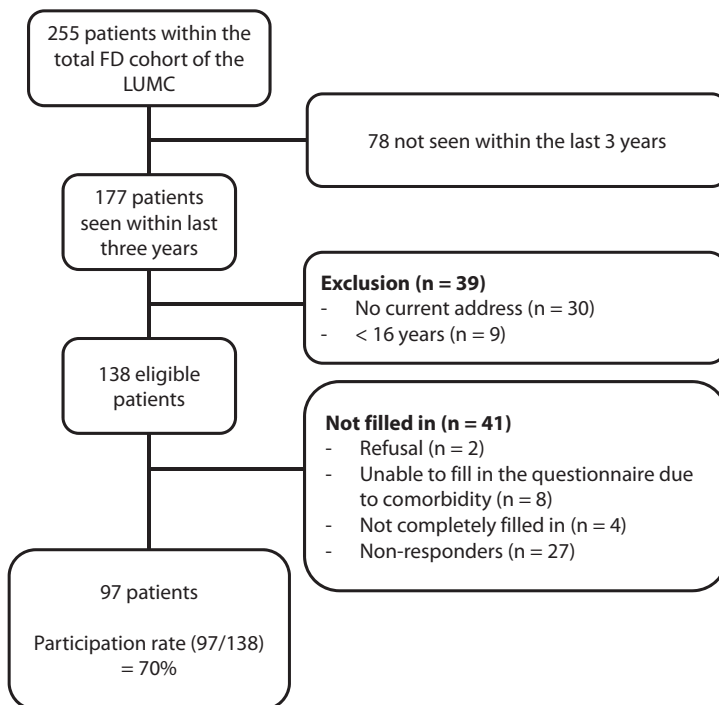 255 patients within the
total FD cohort of the
LUMC
78 not seen within the last 3 years
177 patients
seen within last
three years
Exclusion (n = 39)
- No current address (n = 30)
- < 16 years (n = 9)
138 eligible
patients
Not filled in (n = 41)
- Refusal (n = 2)
- Unable to fill in the questionnaire due
to comorbidity (n = 8)
- Not completely filled in (n = 4)
- Non-responders (n = 27)
97 patients
Participation rate (97/138)
= 70%